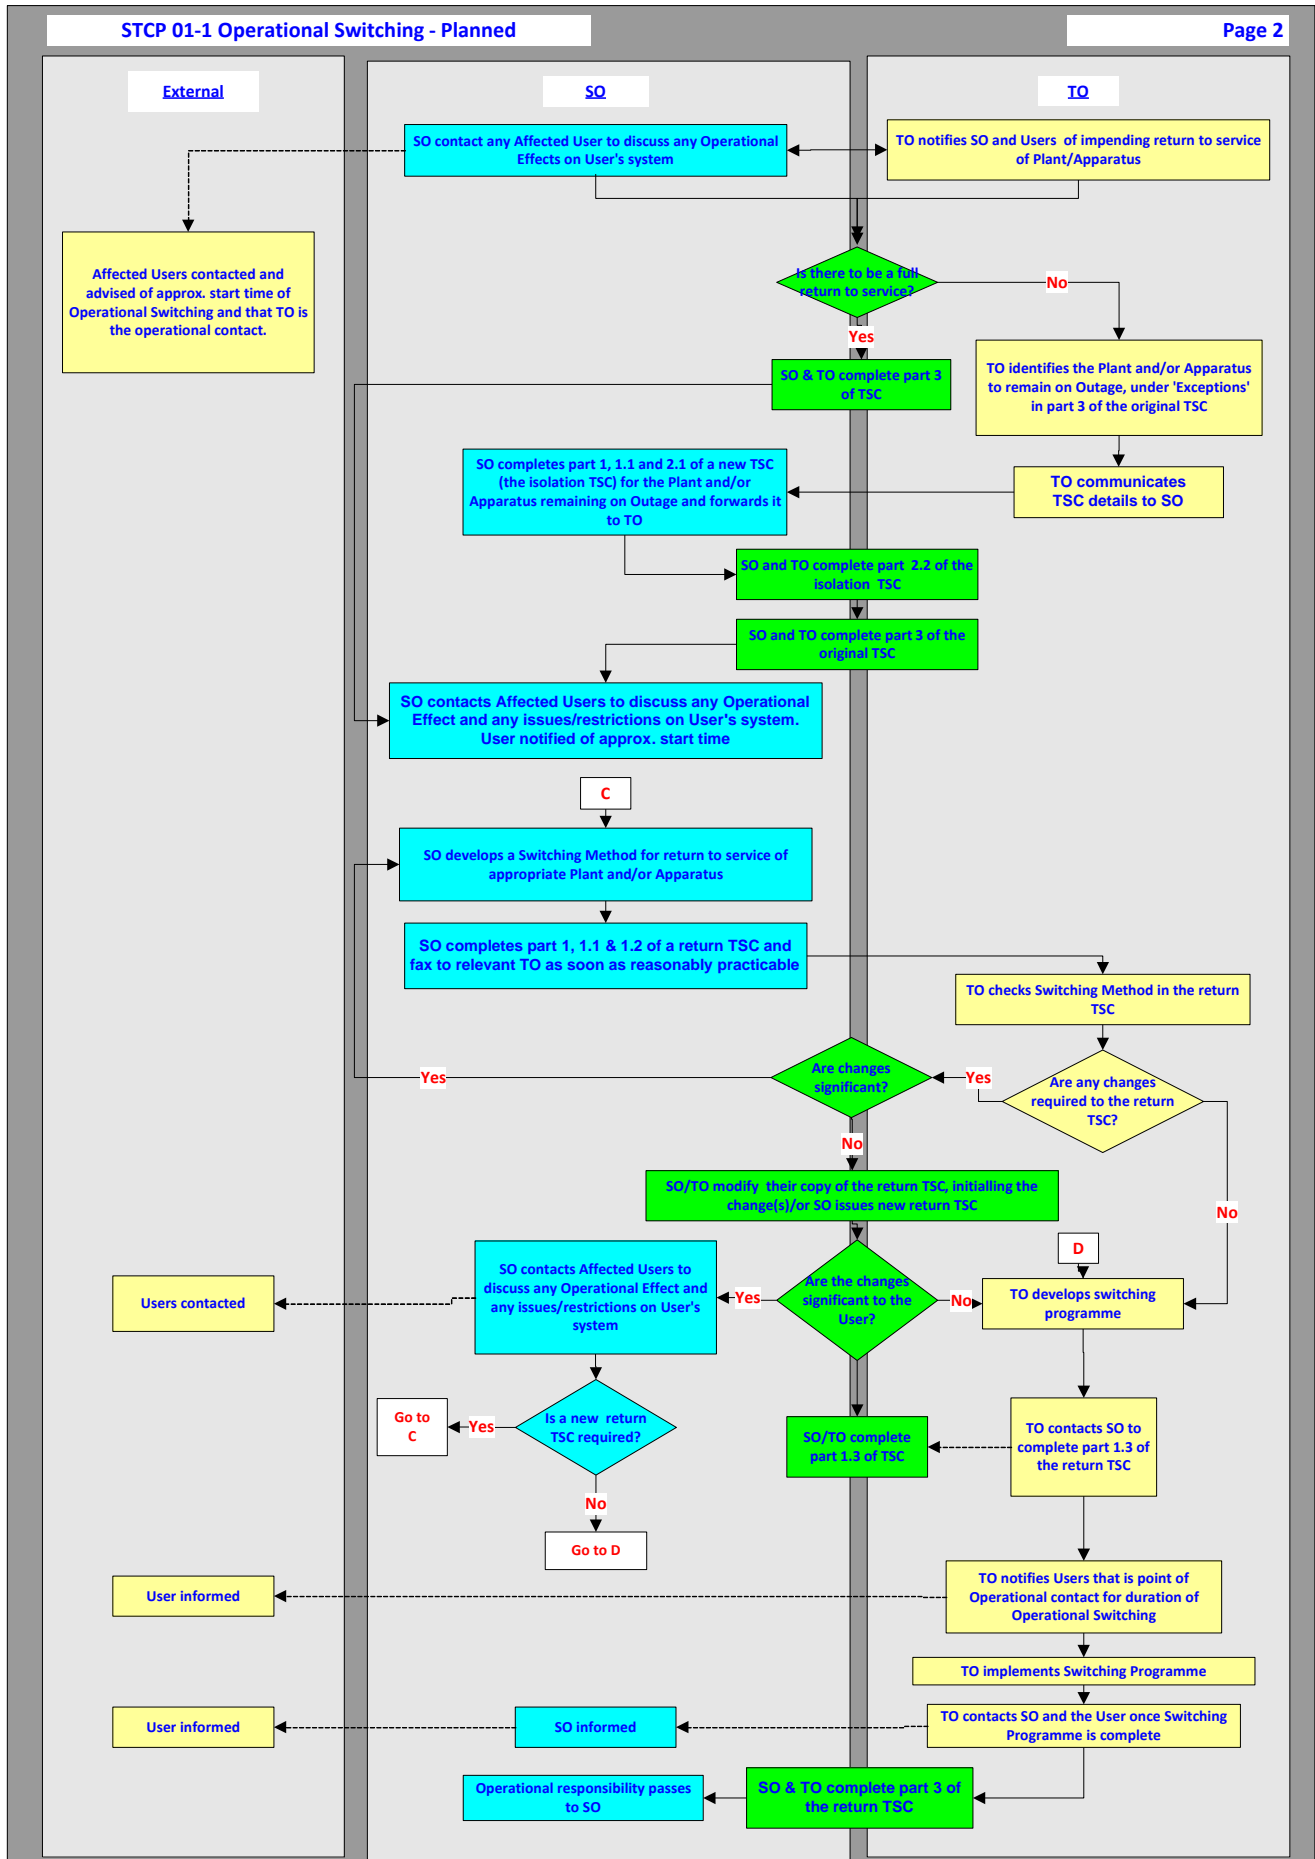 STCP 01-1 Operational Switching - Planned
Page 2
External
SO
TO
SO contact any Affected User to discuss any Operational
Effects on User's system
TO notifies SO and Users  of impending return to service
of Plant/Apparatus
Affected Users contacted and
advised of approx. start time of
Operational Switching and that TO is
the operational contact.
Is there to be a full
return to service?
No
Yes
SO & TO complete part 3
of TSC
TO identifies the Plant and/or Apparatus
to remain on Outage, under 'Exceptions'
in part 3 of the original TSC
SO completes part 1, 1.1 and 2.1 of a new TSC
(the isolation TSC) for the Plant and/or
Apparatus remaining on Outage and forwards it
to TO
TO communicates
TSC details to SO
SO and TO complete part  2.2 of the
isolation  TSC
SO and TO complete part 3 of the
original TSC
SO contacts Affected Users to discuss any Operational
Effect and any issues/restrictions on User's system.
User notified of approx. start time
C
SO develops a Switching Method for return to service of
appropriate Plant and/or Apparatus
SO completes part 1, 1.1 & 1.2 of a return TSC and
fax to relevant TO as soon as reasonably practicable
TO checks Switching Method in the return
TSC
Are changes
significant?
Yes
Yes
Are any changes
required to the return
TSC?
No
SO/TO modify  their copy of the return TSC, initialling the
change(s)/or SO issues new return TSC
No
D
SO contacts Affected Users to
discuss any Operational Effect and
any issues/restrictions on User's
system
Users contacted
Yes
Are the changes
significant to the
User?
No
TO develops switching
programme
Go to
C
Yes
Is a new  return
TSC required?
SO/TO complete
part 1.3 of TSC
TO contacts SO to
complete part 1.3 of
the return TSC
No
Go to D
User informed
TO notifies Users that is point of
Operational contact for duration of
Operational Switching
TO implements Switching Programme
User informed
SO informed
TO contacts SO and the User once Switching
Programme is complete
Operational responsibility passes
to SO
SO & TO complete part 3 of
the return TSC